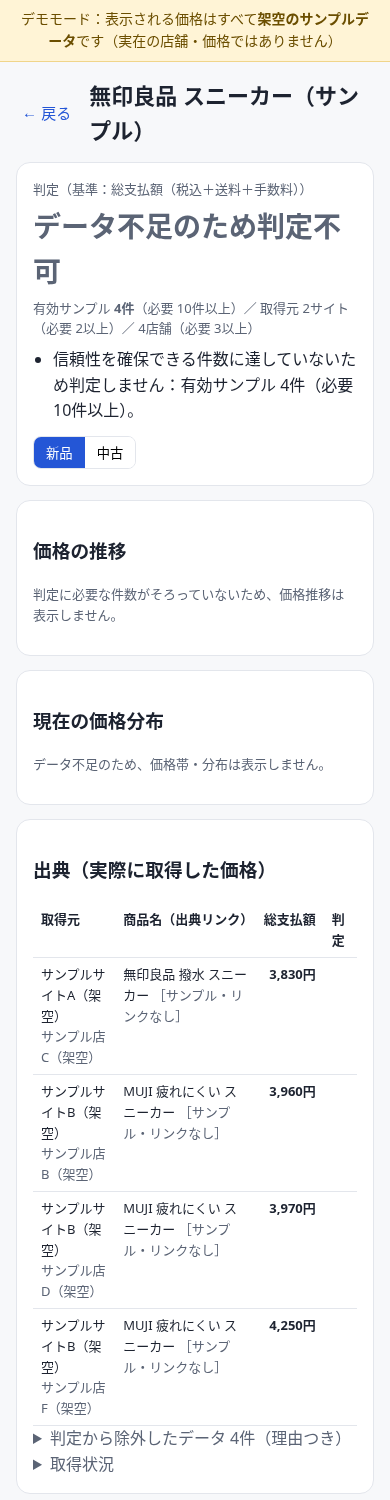 デモモード：表示される価格はすべて架空のサンプルデ
ータです（実在の店舗・価格ではありません）
← 戻る
無印良品 スニーカー（サン
プル）
判定（基準：総支払額（税込＋送料＋手数料））
データ不足のため判定不
可
有効サンプル 4件（必要 10件以上）／ 取得元 2サイト
（必要 2以上）／ 4店舗（必要 3以上）
• 信頼性を確保できる件数に達していないた
め判定しません：有効サンプル 4件（必要
10件以上）。
新品 中古
価格の推移
判定に必要な件数がそろっていないため、価格推移は
表示しません。
現在の価格分布
データ不足のため、価格帯・分布は表示しません。
出典（実際に取得した価格）
取得元 商品名（出典リンク） 総支払額 判
定
サンプルサ 無印良品 撥水 スニー 3,830円
イトA（架 カー ［サンプル・リ
空） ンクなし］
サンプル店
C（架空）
サンプルサ MUJI 疲れにくい ス 3,960円
イトB（架 ニーカー ［サンプ
空） ル・リンクなし］
サンプル店
B（架空）
サンプルサ MUJI 疲れにくい ス 3,970円
イトB（架 ニーカー ［サンプ
空） ル・リンクなし］
サンプル店
D（架空）
サンプルサ MUJI 疲れにくい ス 4,250円
イトB（架 ニーカー ［サンプ
空） ル・リンクなし］
サンプル店
F（架空）
▶ 判定から除外したデータ 4件（理由つき）
▶ 取得状況